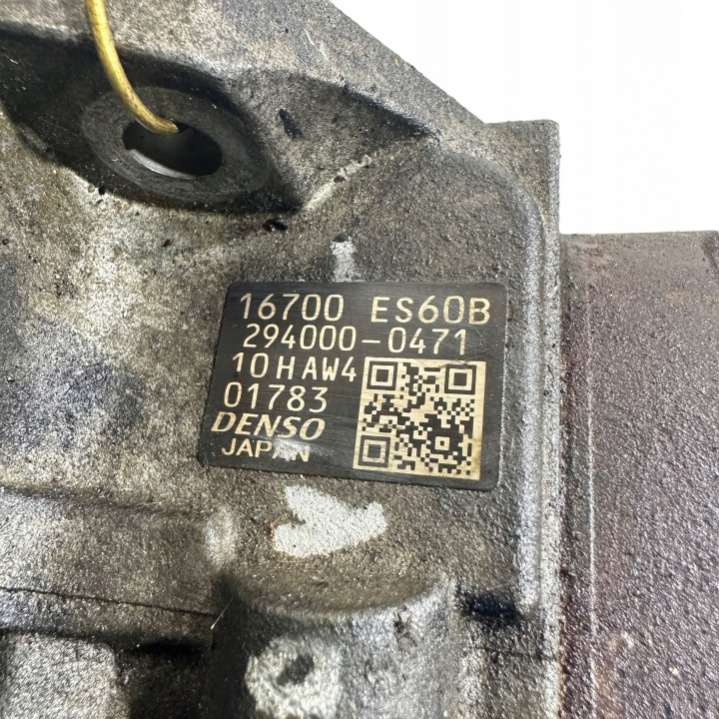 16700 ES60B
294000-0471
10HAW4
01783
DENSO
JAPAN